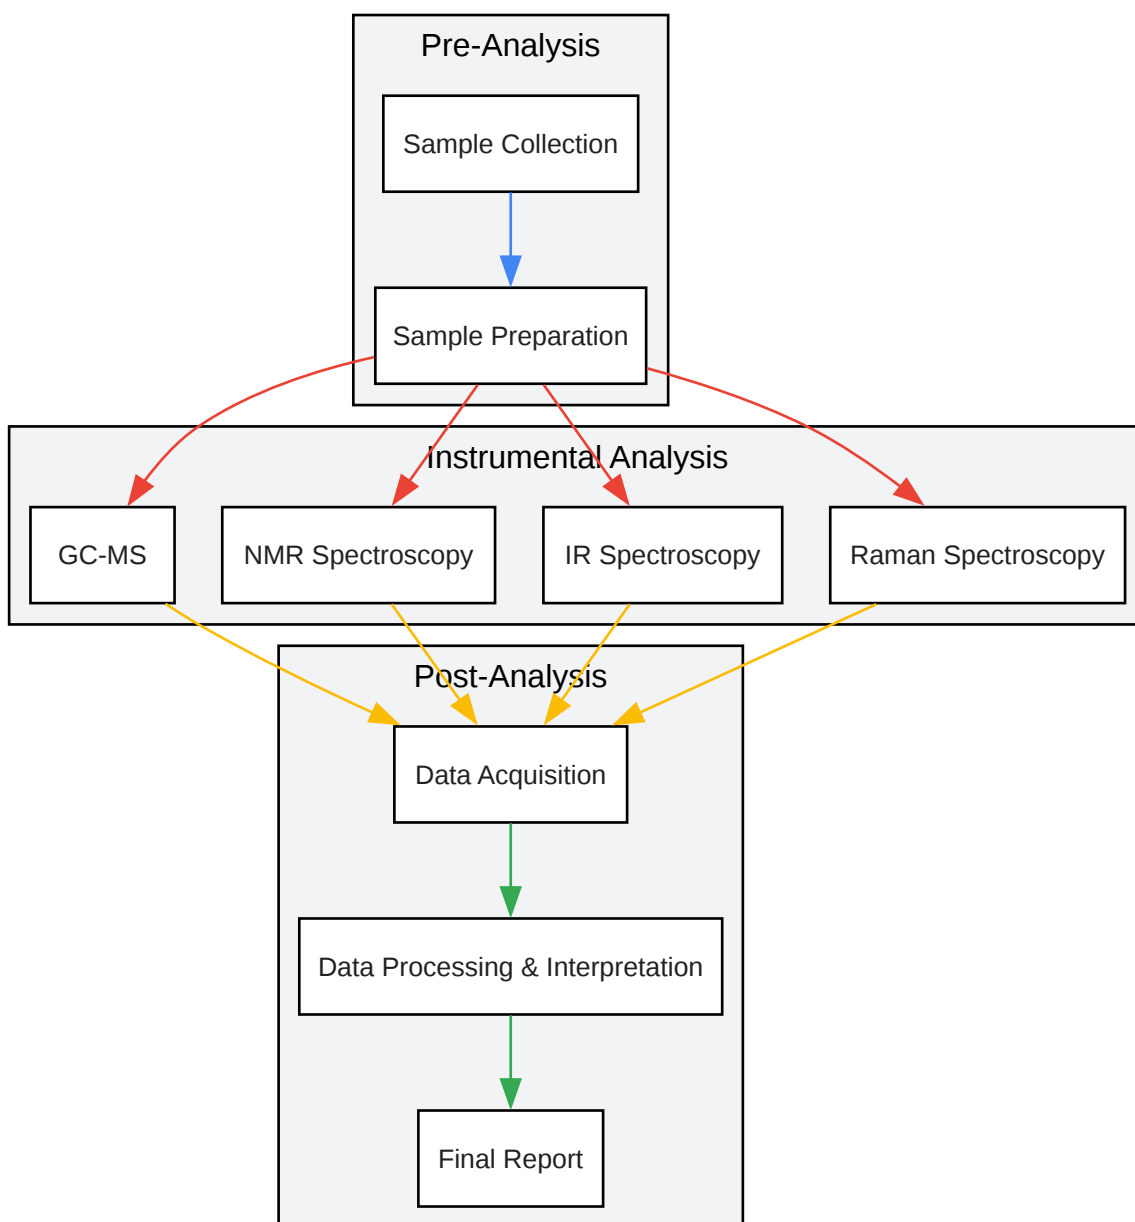 Pre-Analysis
Sample Collection
Sample Preparation
Instrumental Analysis
GC-MS
NMR Spectroscopy
IR Spectroscopy
Raman Spectroscopy
Post-Analysis
Data Acquisition
Data Processing & Interpretation
Final Report